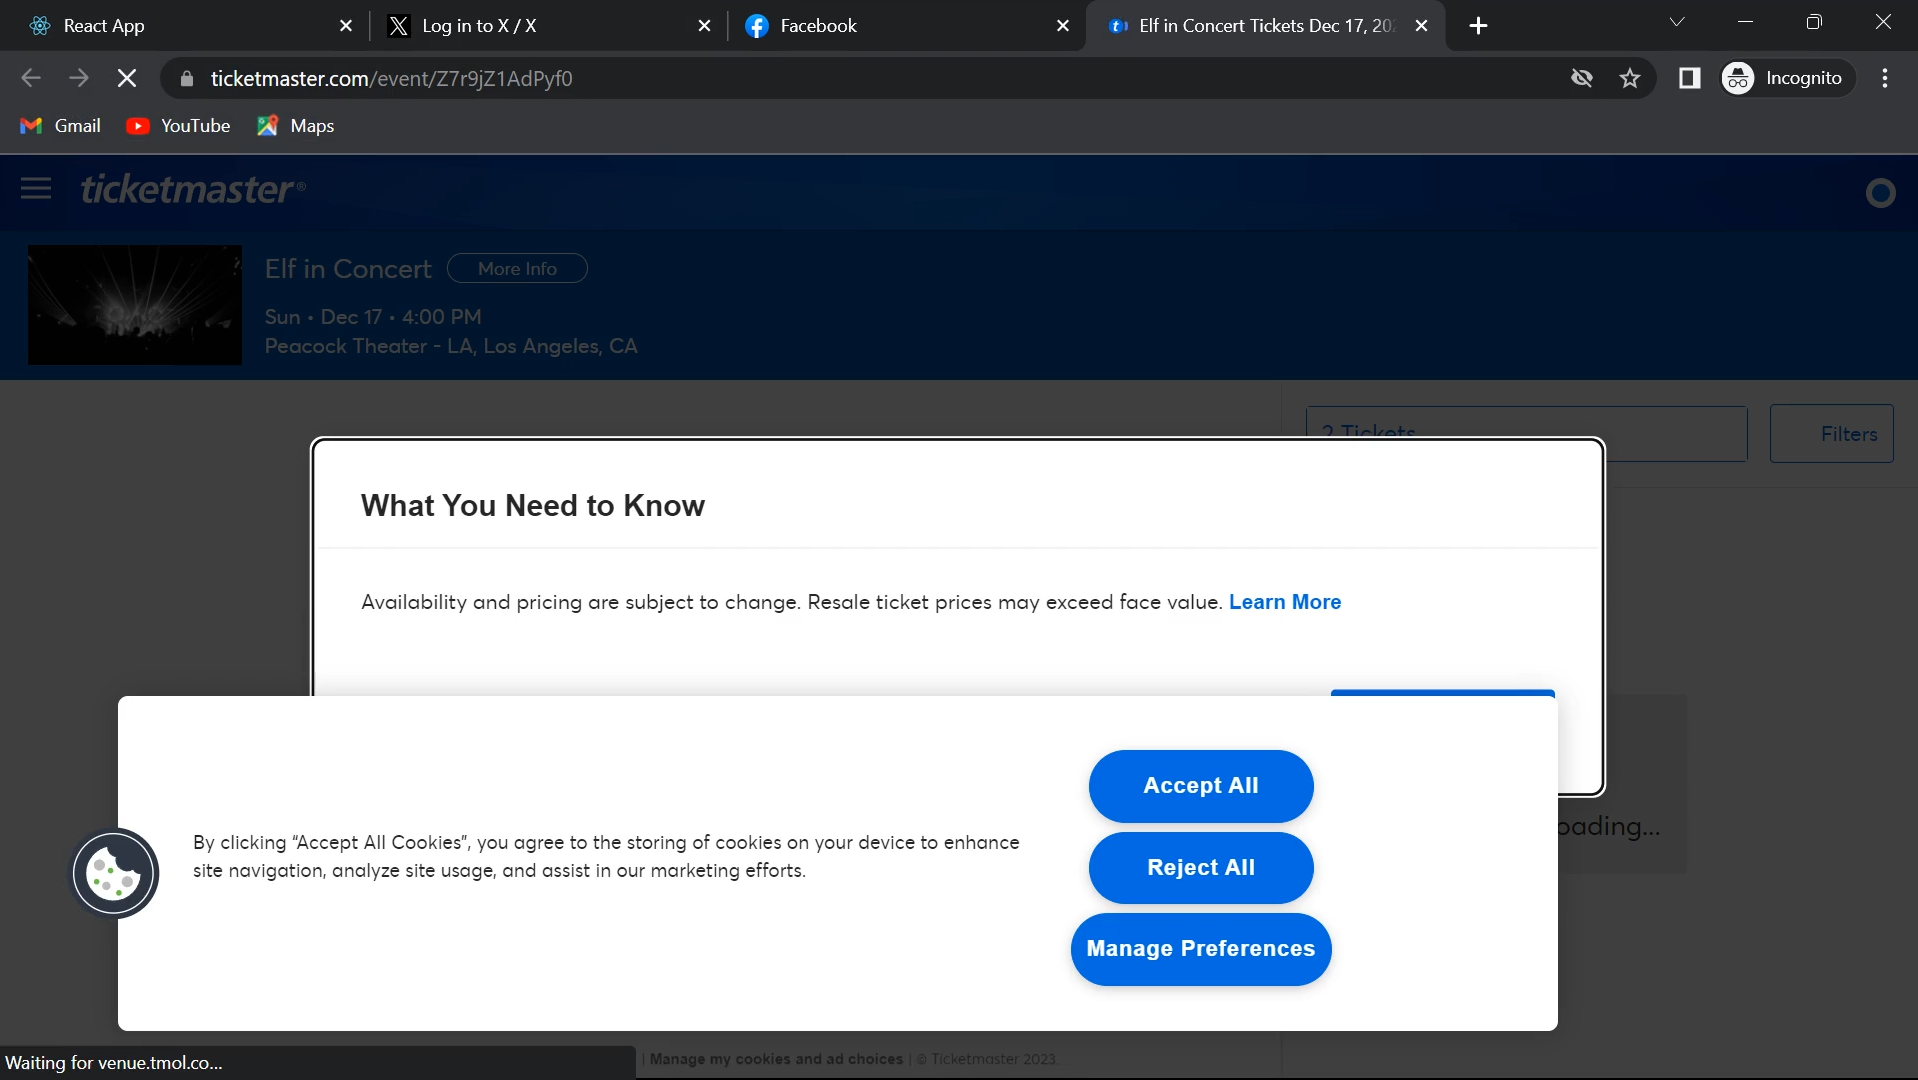 React App
Log in to X / X
Facebook
Elf in Concert Tickets Dec 17, 202
ticketmaster.com/event/Z7r9jZ1AdPyf0
Incognito
Gmail
YouTube
Maps
ticketmaster®
Elf in Concert
More Info
Sun • Dec 17 • 4:00 PM
Peacock Theater - LA, Los Angeles, CA
2 Tickets
Filters
What You Need to Know
Availability and pricing are subject to change. Resale ticket prices may exceed face value. Learn More
oading...
Accept All
By clicking “Accept All Cookies”, you agree to the storing of cookies on your device to enhance
site navigation, analyze site usage, and assist in our marketing efforts.
Reject All
Manage Preferences
Waiting for venue.tmol.co...
| Manage my cookies and ad choices | © Ticketmaster 2023.